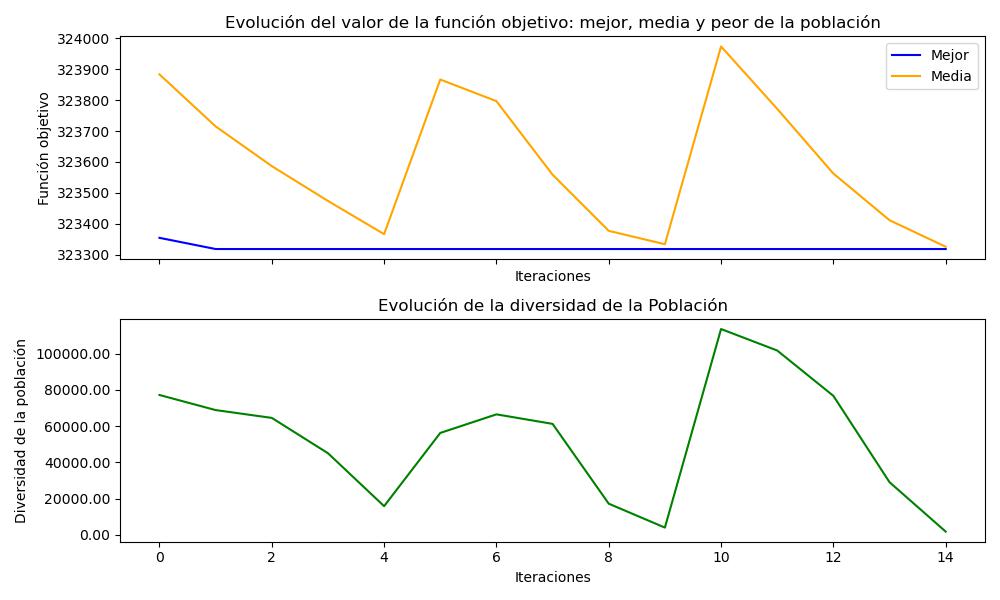 Evolución del valor de la función objetivo: mejor, media y peor de la población
324000
323900
323800
323700
323600
323500
323400
323300
Función objetivo
Mejor
Media
Iteraciones
Evolución de la diversidad de la Población
100000.00
80000.00
60000.00
40000.00
20000.00
0.00
Diversidad de la población
0 2 4 6 8 10 12 14
Iteraciones